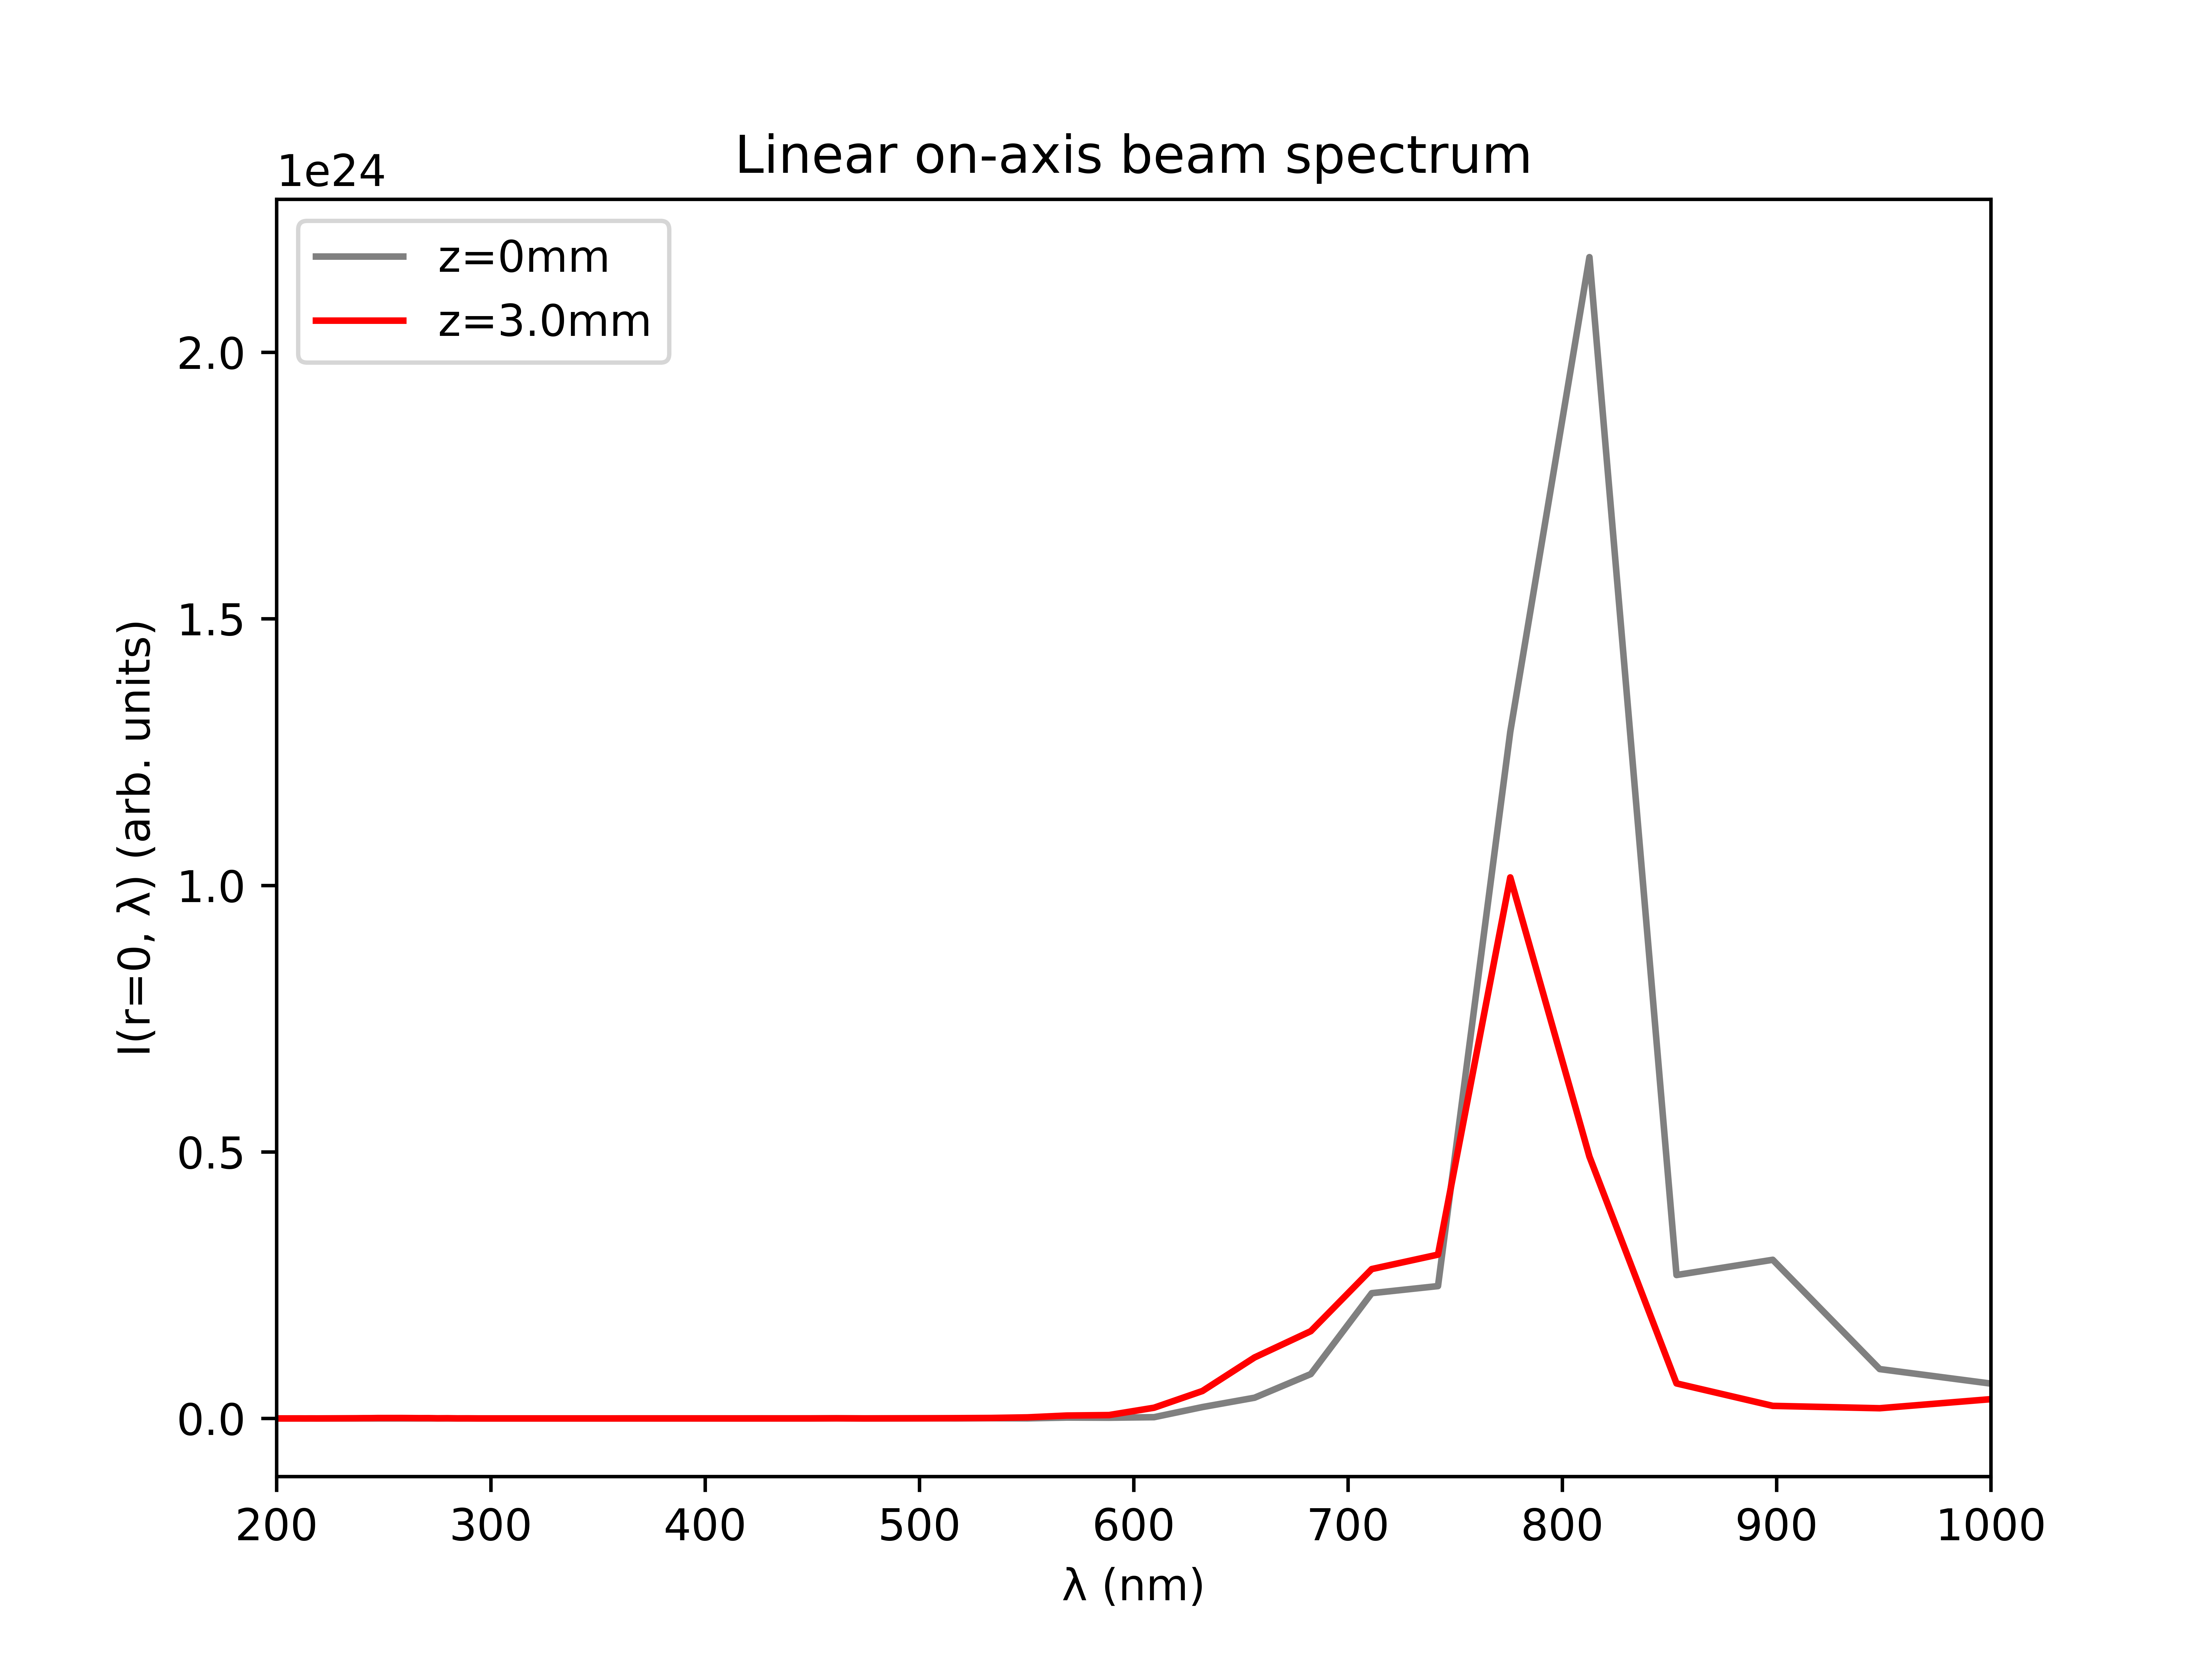 Linear on-axis beam spectrum
1e24
z=0mm
z=3.0mm
I(r=0, λ) (arb. units)
2.0
1.5
1.0
0.5
0.0
200 300 400 500 600 700 800 900 1000
λ (nm)